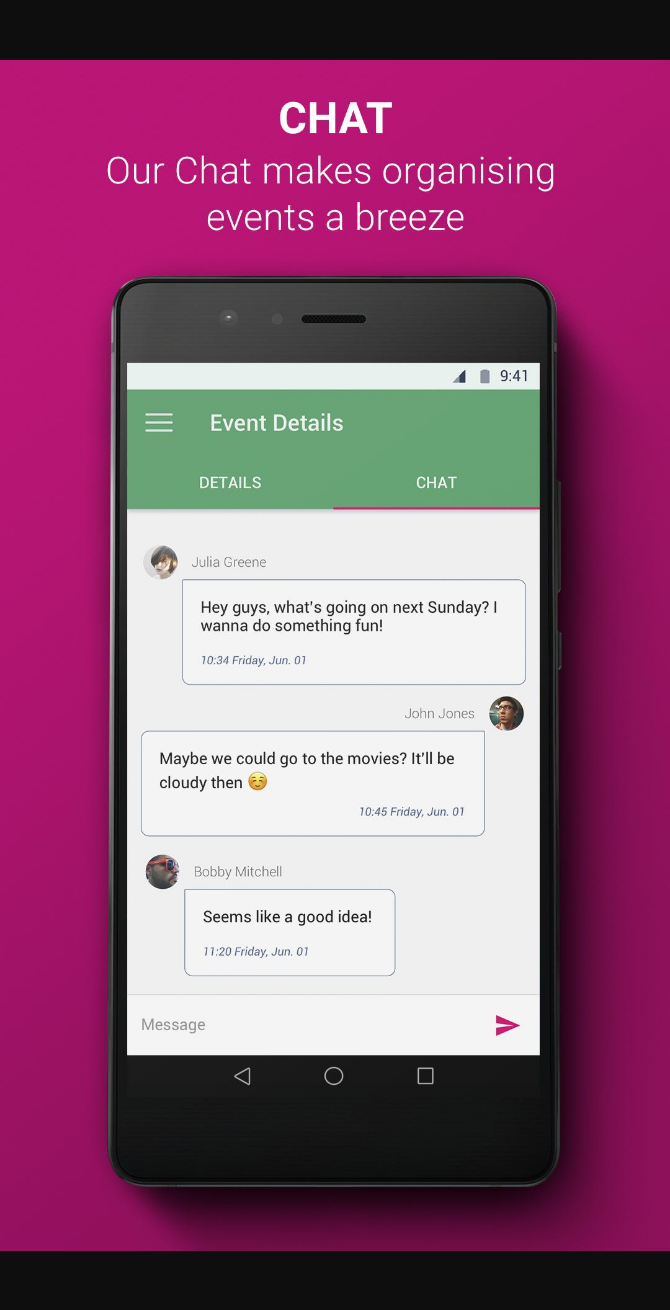 CHAT
Our Chat makes organising
events a breeze
9:41
Event Details
DETAILS
CHAT
Julia Greene
Hey guys, what's going on next Sunday? I
wanna do something fun!
10:34 Friday, Jun. 01
John Jones
Maybe we could go to the movies? It'll be
cloudy then ☺️
10:45 Friday, Jun. 01
Bobby Mitchell
Seems like a good idea!
11:20 Friday, Jun. 01
Message